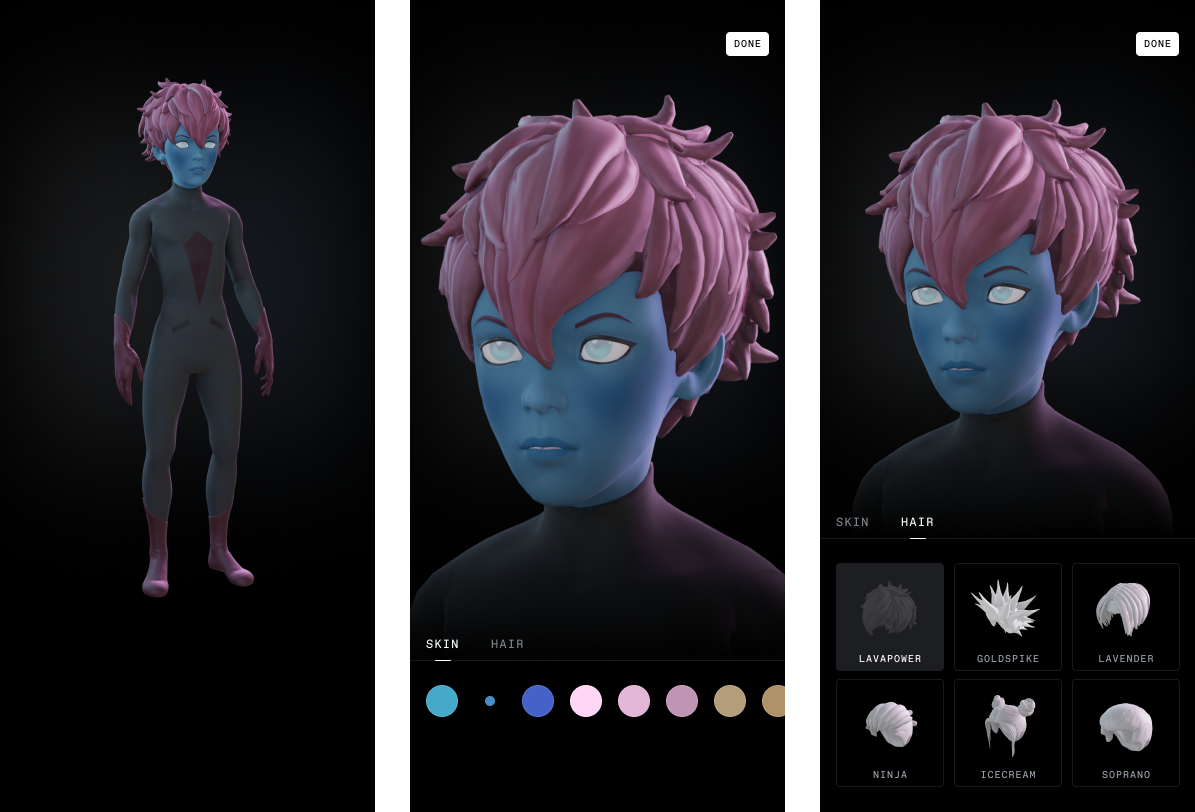 DONE
SKIN HAIR
DONE
SKIN HAIR
LAVAPOWER GOLDSPIKE LAVENDER
NINJA ICECREAM SOPRANO